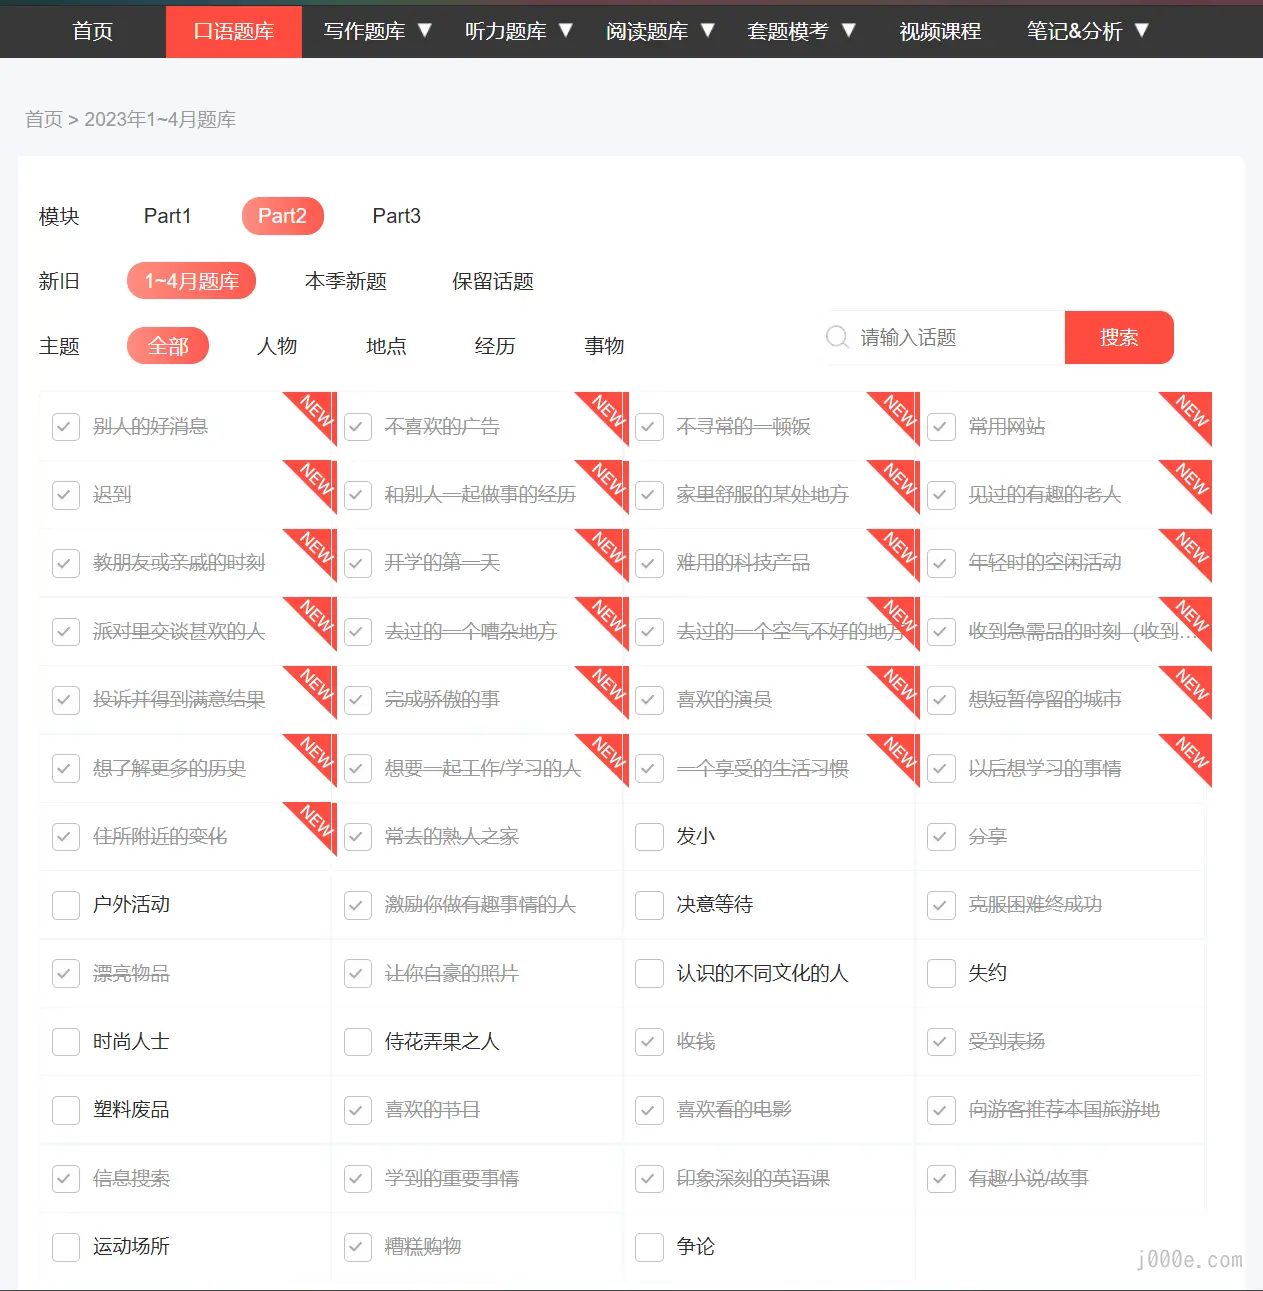 首页 口语题库 写作题库 ▼ 听力题库 ▼ 阅读题库 ▼ 套题模考 ▼ 视频课程 笔记&分析 ▼
首页 > 2023年1~4月题库
模块 Part1 Part2 Part3
新旧 1~4月题库 本季新题 保留话题
主题 全部 人物 地点 经历 事物 请输入话题 搜索
别人的好消息 NEW 不喜欢的广告 NEW 不寻常的一顿饭 NEW 常用网站 NEW
迟到 NEW 和别人一起做事的经历 NEW 家里舒服的某处地方 NEW 见过的有趣的老人 NEW
教朋友或亲戚的时刻 NEW 开学的第一天 NEW 难用的科技产品 NEW 年轻时的空闲活动 NEW
派对里交谈甚欢的人 NEW 去过的一个嘈杂地方 NEW 去过的一个空气不好的地方 NEW 收到急需品的时刻（收到... NEW
投诉并得到满意结果 NEW 完成骄傲的事 NEW 喜欢的演员 NEW 想短暂停留的城市 NEW
想了解更多的历史 NEW 想要一起工作/学习的人 NEW 一个享受的生活习惯 NEW 以后想学习的事情 NEW
住所附近的变化 NEW 常去的熟人之家 发小 分享
户外活动 激励你做有趣事情的人 决意等待 克服困难终成功
漂亮物品 让你自豪的照片 认识的不同文化的人 失约
时尚人士 侍花弄果之人 收钱 受到表扬
塑料废品 喜欢的节目 喜欢看的电影 向游客推荐本国旅游地
信息搜索 学到的重要事情 印象深刻的英语课 有趣小说/故事
运动场所 糟糕购物 争论
j000e.com